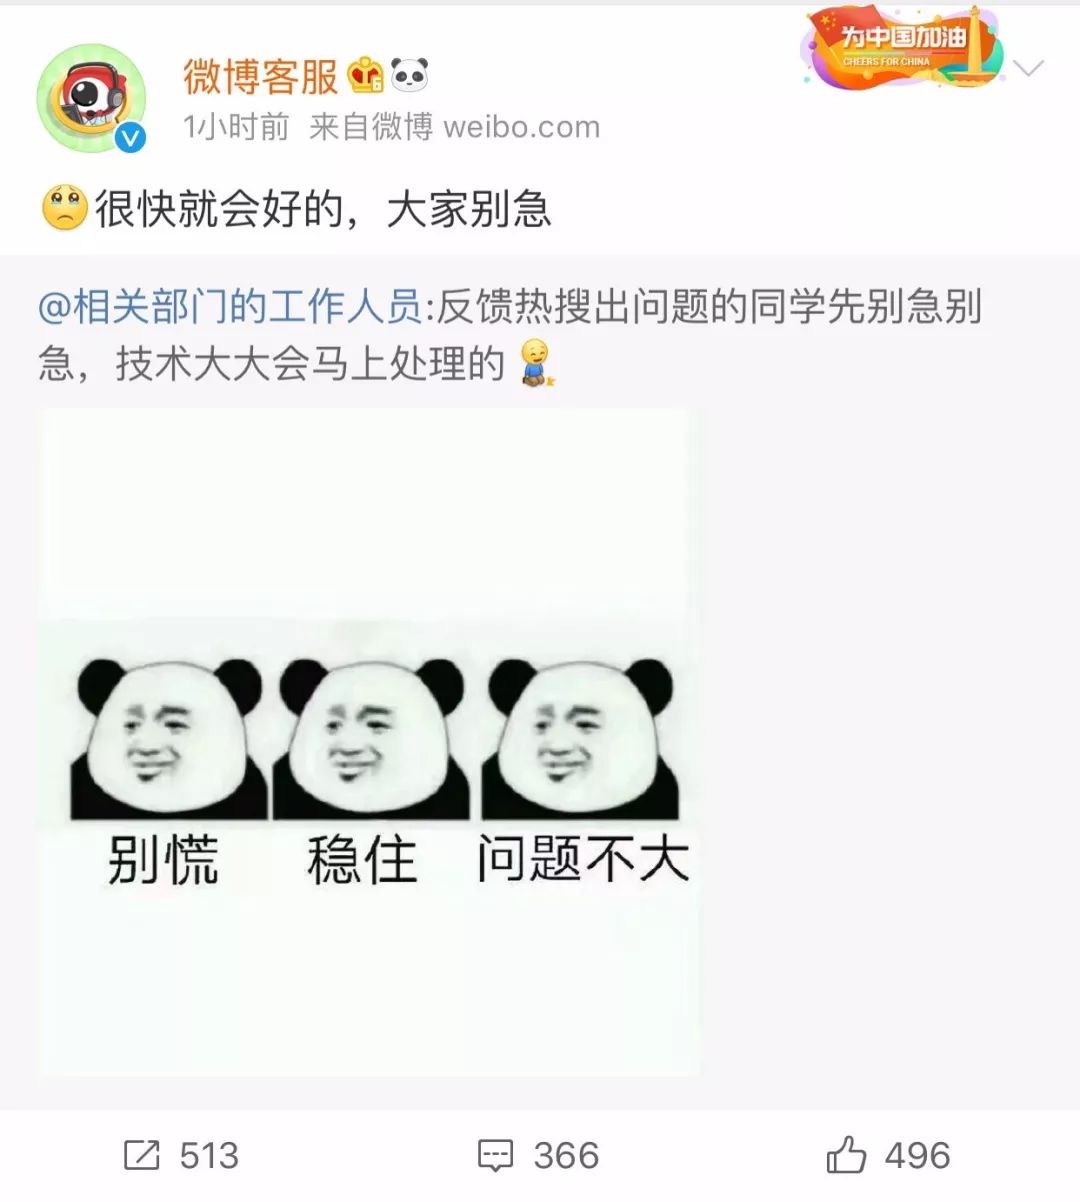 为中国加油
CHEERS FOR CHINA
微博客服
1小时前 来自微博 weibo.com
很快就会好的，大家别急
@相关部门的工作人员:反馈热搜出问题的同学先别急别
急，技术大大会马上处理的
别慌 稳住 问题不大
513 366 496